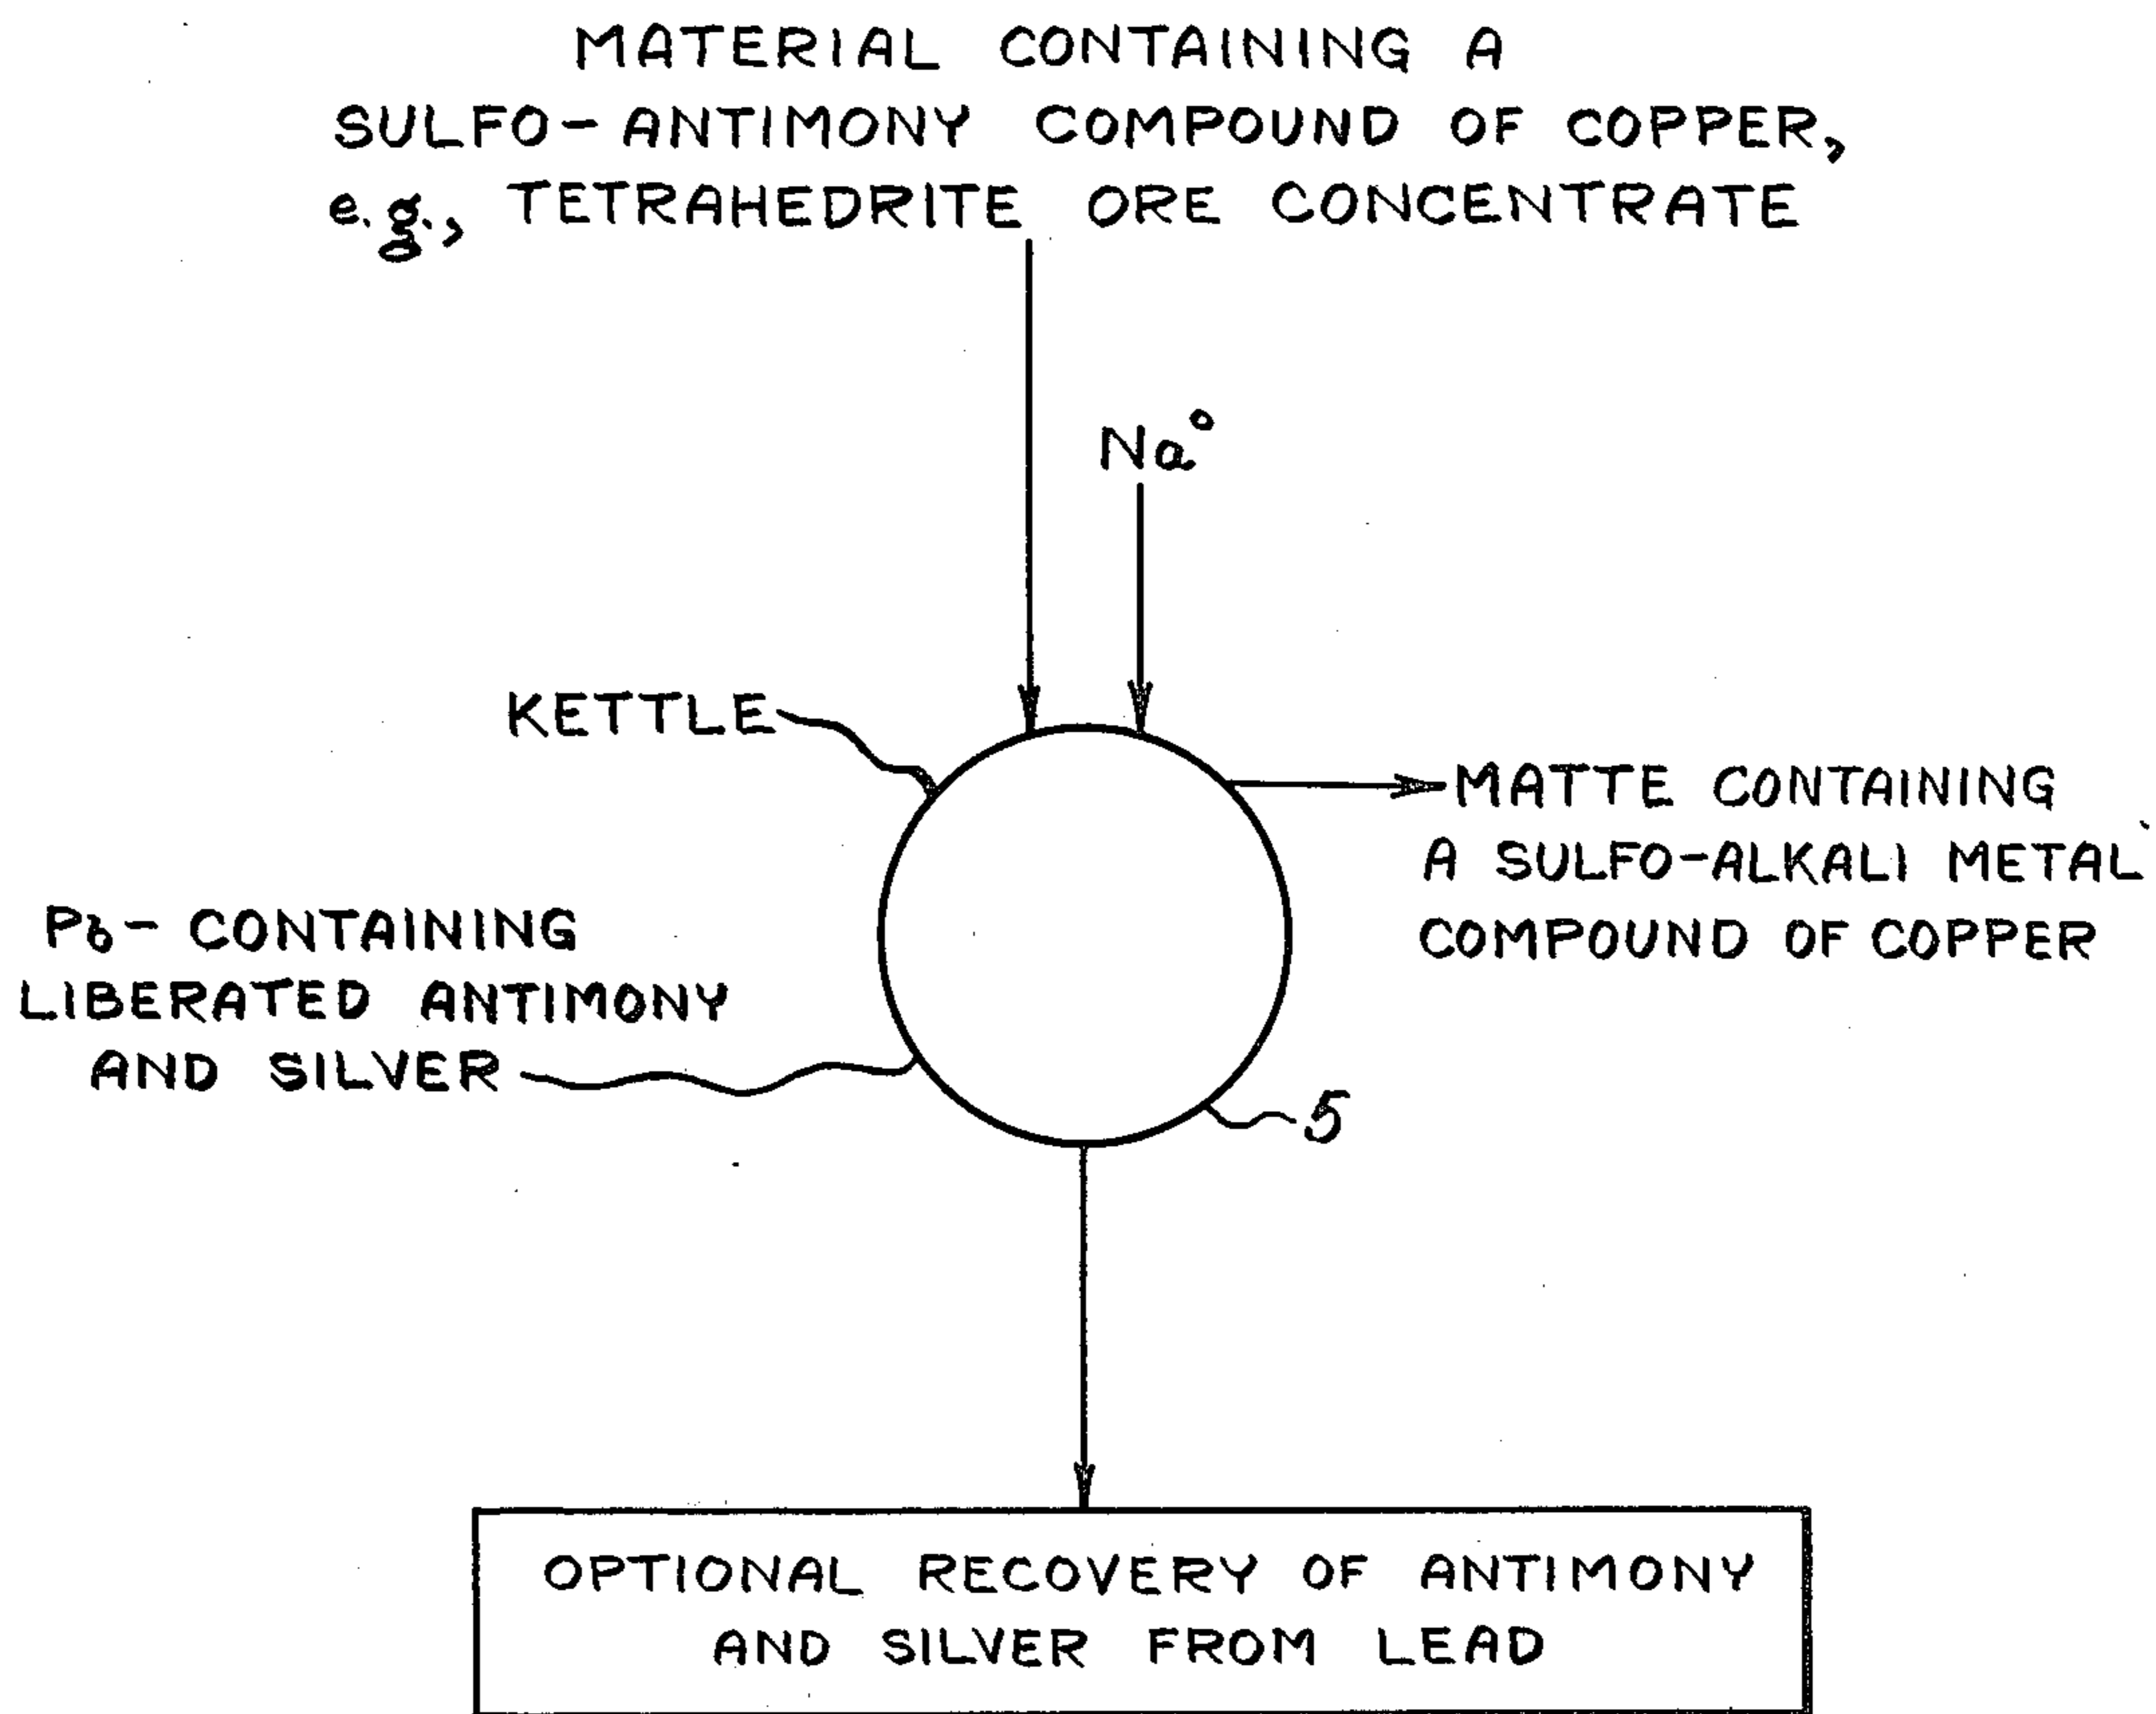 MATERIAL CONTAINING A
SULFO-ANTIMONY COMPOUND OF COPPER,
e.g., TETRAHEDRITE ORE CONCENTRATE
Na°
KETTLE
MATTE CONTAINING
A SULFO-ALKALI METAL
COMPOUND OF COPPER
Pb- CONTAINING
LIBERATED ANTIMONY
AND SILVER
5
OPTIONAL RECOVERY OF ANTIMONY
AND SILVER FROM LEAD